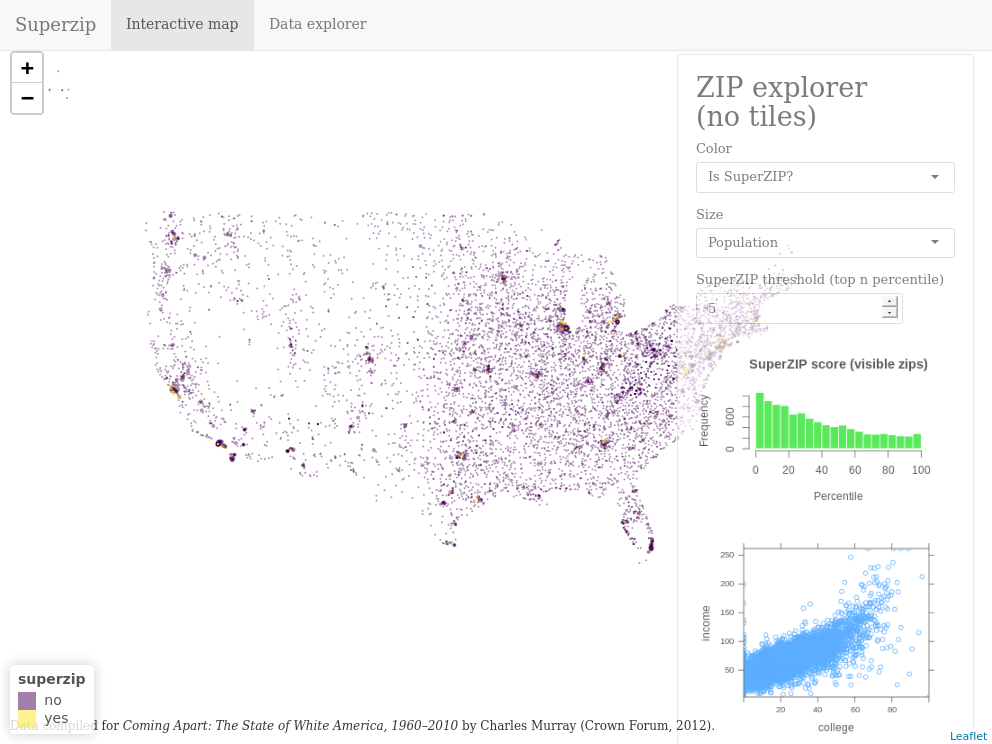 Superzip
Interactive map
Data explorer
+
−
ZIP explorer
(no tiles)
Color
Is SuperZIP?
Size
Population
SuperZIP threshold (top n percentile)
5
SuperZIP score (visible zips)
Frequency
600
0
0 20 40 60 80 100
Percentile
250
200
150
100
50
income
20 40 60 80
college
superzip
no
yes
Data compiled for Coming Apart: The State of White America, 1960–2010 by Charles Murray (Crown Forum, 2012).
Leaflet